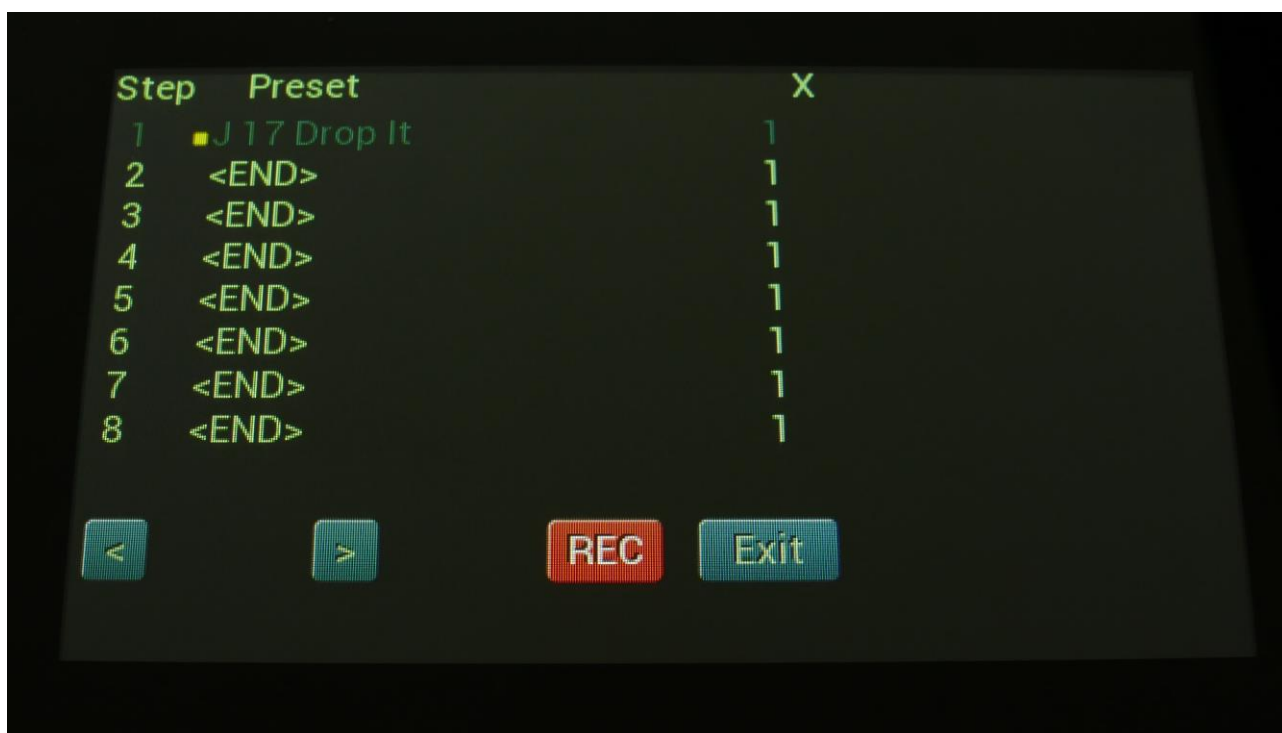 Step Preset X
1 J 17 Drop It 1
2 <END> 1
3 <END> 1
4 <END> 1
5 <END> 1
6 <END> 1
7 <END> 1
8 <END> 1
< > REC Exit